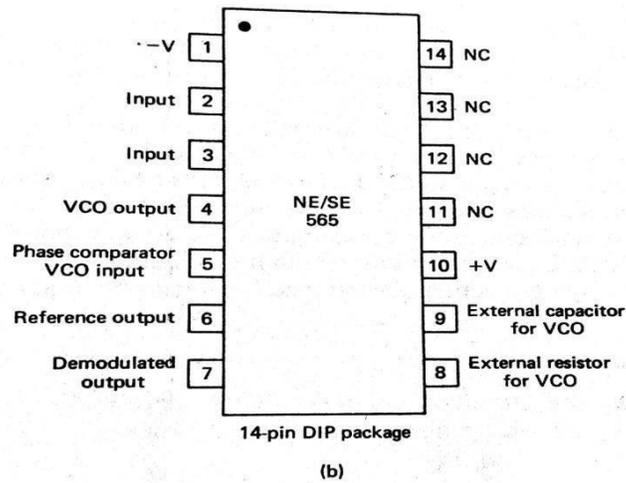 −V 1
Input 2
Input 3
VCO output 4
Phase comparator
VCO input 5
Reference output 6
Demodulated
output 7
NE/SE
565
14 NC
13 NC
12 NC
11 NC
10 +V
9 External capacitor
for VCO
8 External resistor
for VCO
14-pin DIP package
(b)